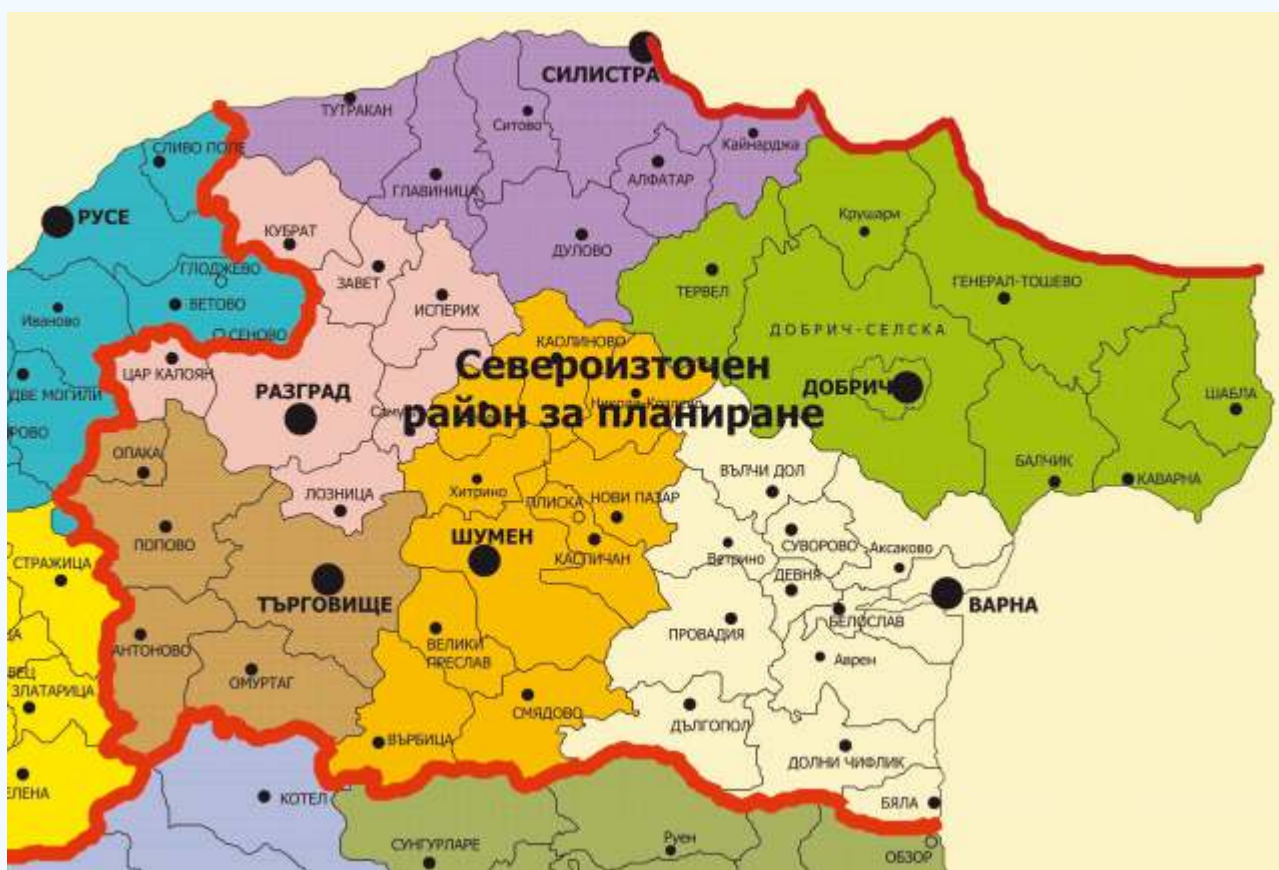 СИЛИСТРА
ТУТРАКАН
Ситово
Кайнарджа
СЛИВО ПОЛЕ
АЛФАТАР
ГЛАВИНИЦА
РУСЕ
Крушари
КУБРАТ
ДУЛОВО
ГЛОДЖЕВО
ЗАВЕТ
ТЕРВЕЛ
ГЕНЕРАЛ-ТОШЕВО
ВЕТОВО
ИСПЕРИХ
Иваново
СЕНОВО
КАОЛИНОВО
ДОБРИЧ-СЕЛСКА
Североизточен
район за планиране
ЦАР КАЛОЯН
ДВЕ МОГИЛИ
РАЗГРАД
ДОБРИЧ
ШАБЛА
ОПАКА
БАЛЧИК
КАВАРНА
ВЪЛЧИ ДОЛ
ЛОЗНИЦА
Хитрино
НОВИ ПАЗАР
ПЛИСКА
ШУМЕН
ПОПОВО
КАСПИЧАН
СУВОРОВО
Аксаково
Ветрино
СТРАЖИЦА
ДЕВНЯ
ТЪРГОВИЩЕ
ВАРНА
БЕЛОСЛАВ
ПРОВАДИЯ
АНТОНОВО
ВЕЛИКИ
ПРЕСЛАВ
Аврен
ОМУРТАГ
ЗЛАТАРИЦА
СМЯДОВО
ДЪЛГОПОЛ
ВЪРБИЦА
ДОЛНИ ЧИФЛИК
ЕЛЕНА
КОТЕЛ
БЯЛА
СУНГУРЛАРЕ
Руен
ОБЗОР